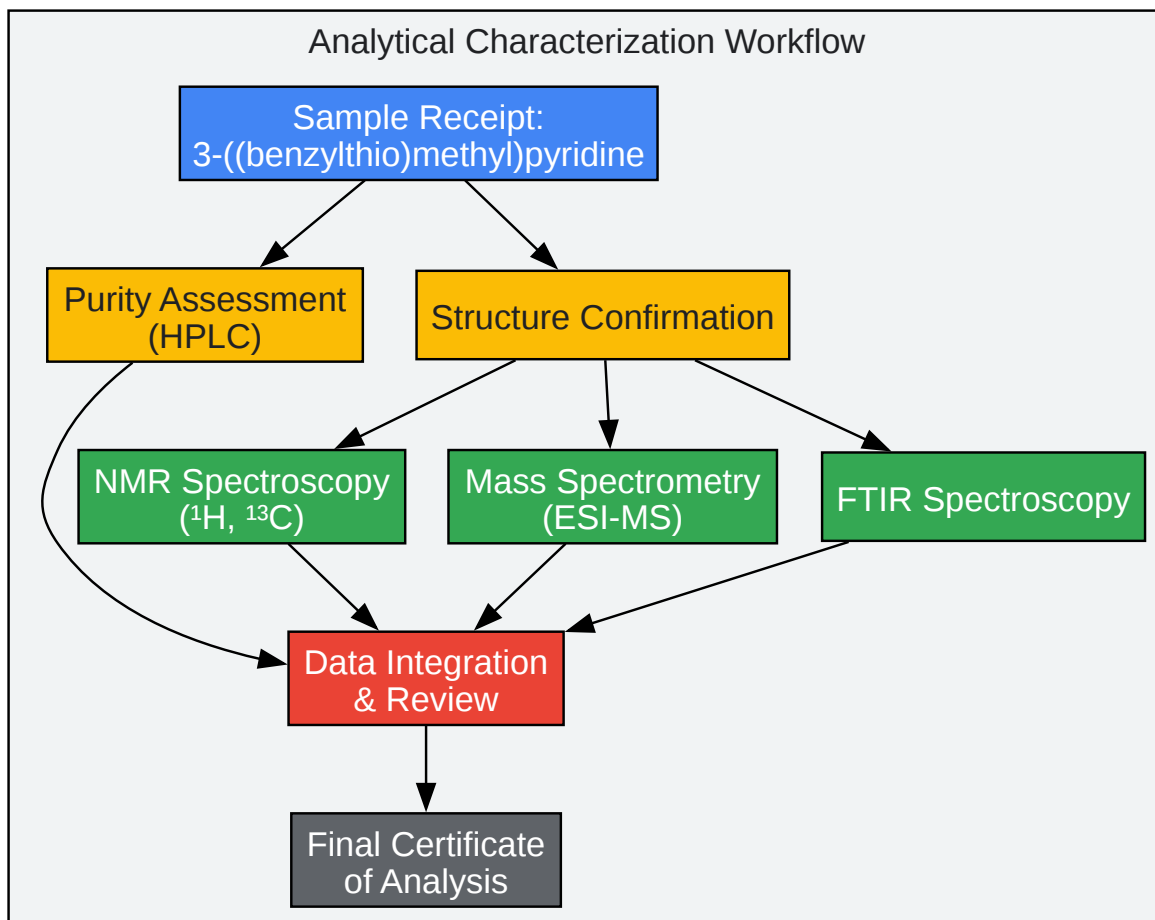 Analytical Characterization Workflow
Sample Receipt:
3-((benzylthio)methyl)pyridine
Purity Assessment
(HPLC)
Structure Confirmation
NMR Spectroscopy
(¹H, ¹³C)
Mass Spectrometry
(ESI-MS)
FTIR Spectroscopy
Data Integration
& Review
Final Certificate
of Analysis